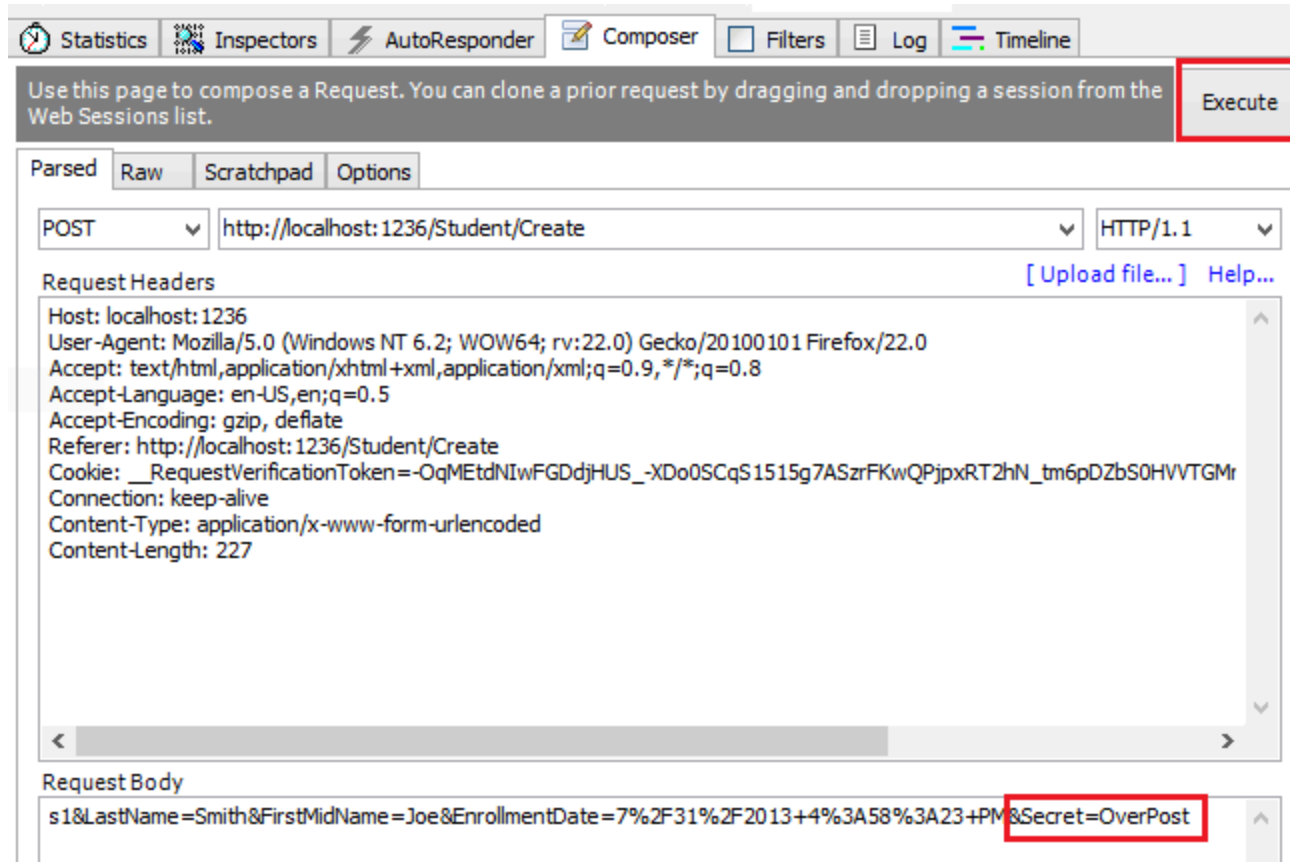 Statistics Inspectors AutoResponder Composer Filters Log Timeline
Use this page to compose a Request. You can clone a prior request by dragging and dropping a session from the
Web Sessions list.
Execute
Parsed Raw Scratchpad Options
POST http://localhost:1236/Student/Create HTTP/1.1
Request Headers [ Upload file... ] Help...
Host: localhost:1236
User-Agent: Mozilla/5.0 (Windows NT 6.2; WOW64; rv:22.0) Gecko/20100101 Firefox/22.0
Accept: text/html,application/xhtml+xml,application/xml;q=0.9,*/*;q=0.8
Accept-Language: en-US,en;q=0.5
Accept-Encoding: gzip, deflate
Referer: http://localhost:1236/Student/Create
Cookie: __RequestVerificationToken=-OqMEtdNIwFGDdjHUS_-XDo0SCqS1515g7ASzrFKwQPjpxRT2hN_tm6pDZbS0HVVTGMr
Connection: keep-alive
Content-Type: application/x-www-form-urlencoded
Content-Length: 227
Request Body
s1&LastName=Smith&FirstMidName=Joe&EnrollmentDate=7%2F31%2F2013+4%3A58%3A23+PM&Secret=OverPost